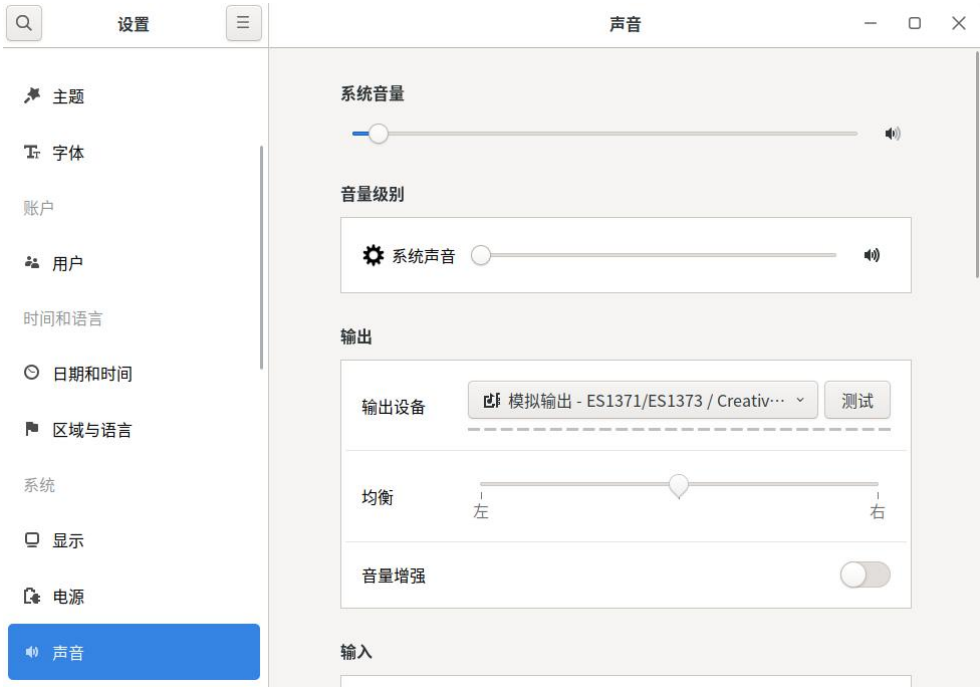 设置
声音
主题
字体
账户
用户
时间和语言
日期和时间
区域与语言
系统
显示
电源
声音
系统音量
音量级别
系统声音
输出
输出设备
模拟输出 - ES1371/ES1373 / Creativ…
测试
均衡
左
右
音量增强
输入